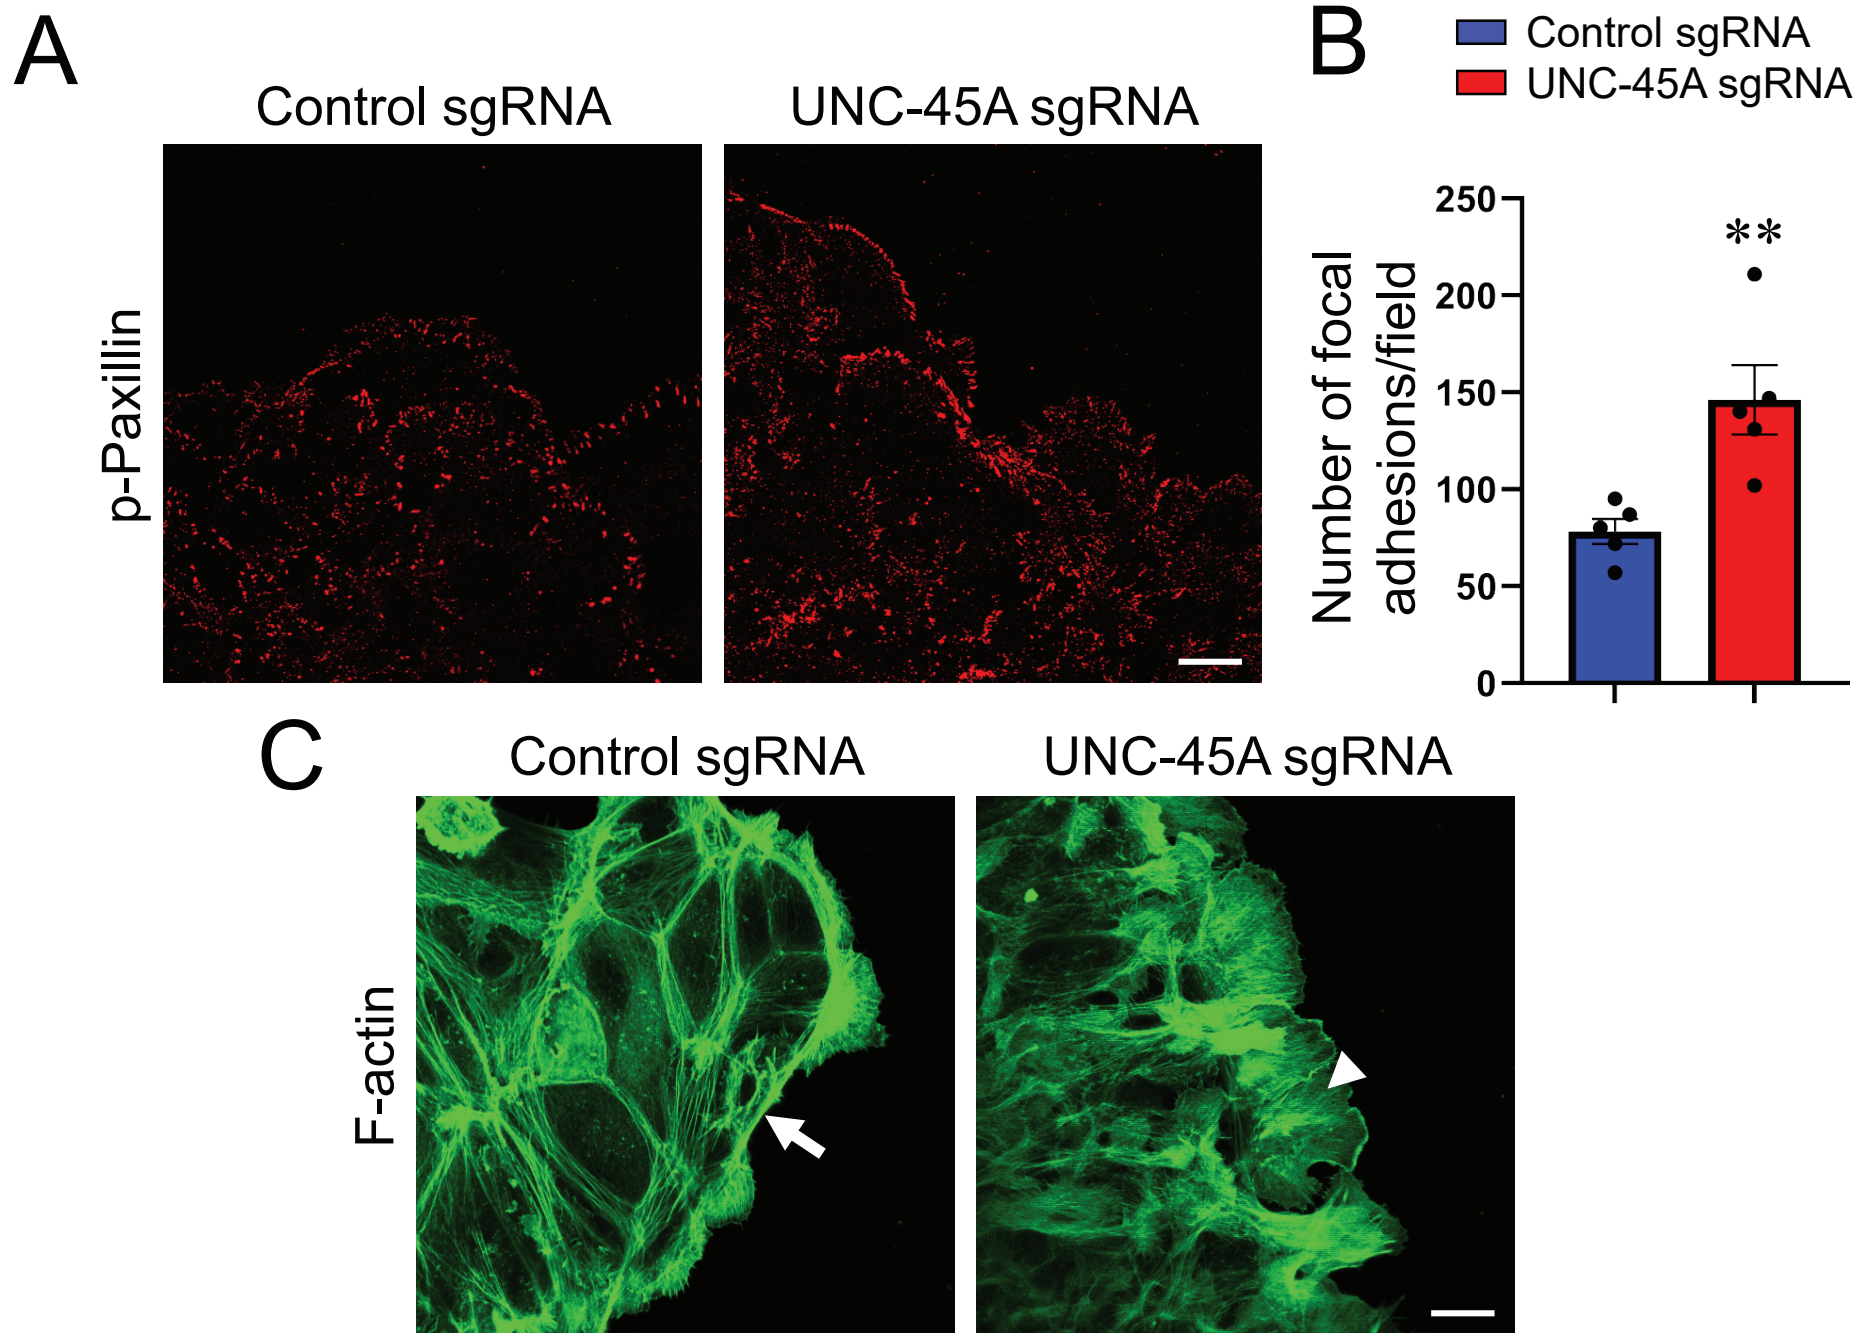 A
Control sgRNA
UNC-45A sgRNA
p-Paxillin
B
Control sgRNA
UNC-45A sgRNA
Number of focal
adhesions/field
250
200
150
100
50
0
**
C
Control sgRNA
UNC-45A sgRNA
F-actin